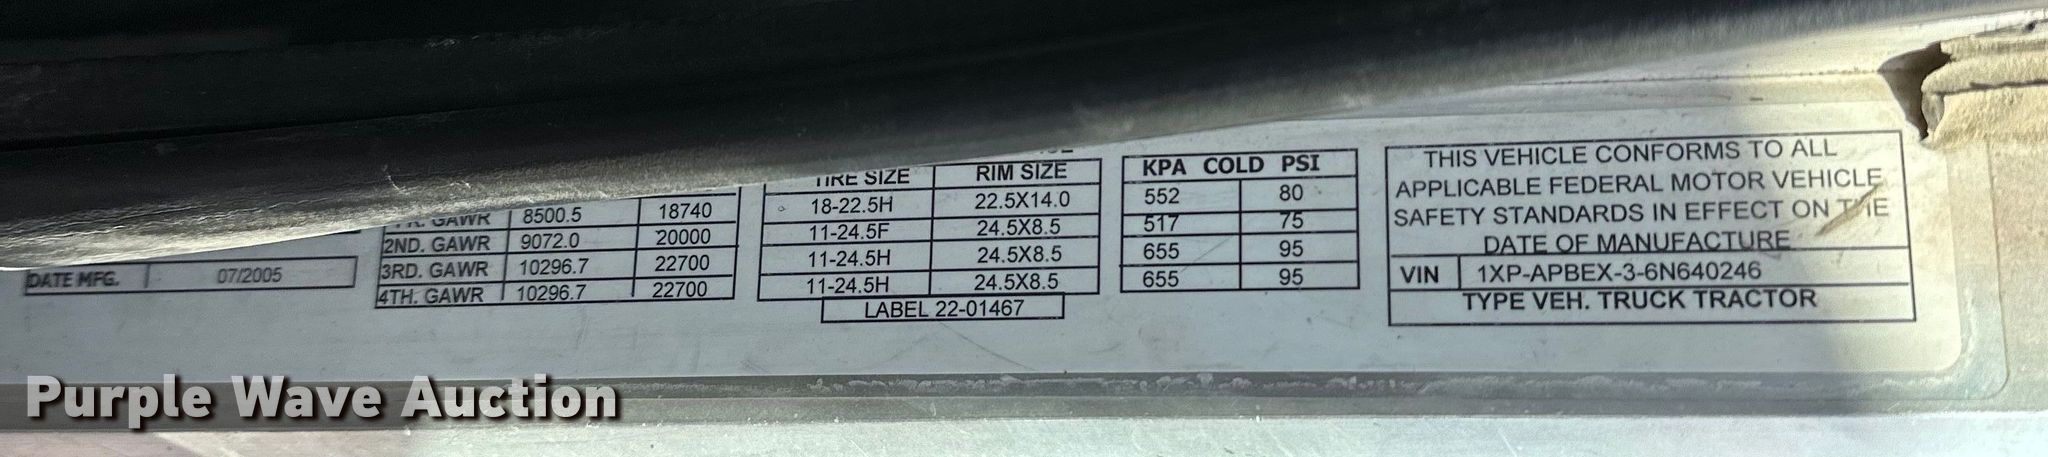 TIRE SIZE RIM SIZE
KPA COLD PSI
GAWR 8500.5 18740
2ND. GAWR 9072.0 20000
3RD. GAWR 10296.7 22700
4TH. GAWR 10296.7 22700
DATE MFG. 07/2005
18-22.5H 22.5X14.0
11-24.5F 24.5X8.5
11-24.5H 24.5X8.5
11-24.5H 24.5X8.5
LABEL 22-01467
552 80
517 75
655 95
655 95
THIS VEHICLE CONFORMS TO ALL
APPLICABLE FEDERAL MOTOR VEHICLE
SAFETY STANDARDS IN EFFECT ON THE
DATE OF MANUFACTURE
VIN 1XP-APBEX-3-6N640246
TYPE VEH. TRUCK TRACTOR
Purple Wave Auction